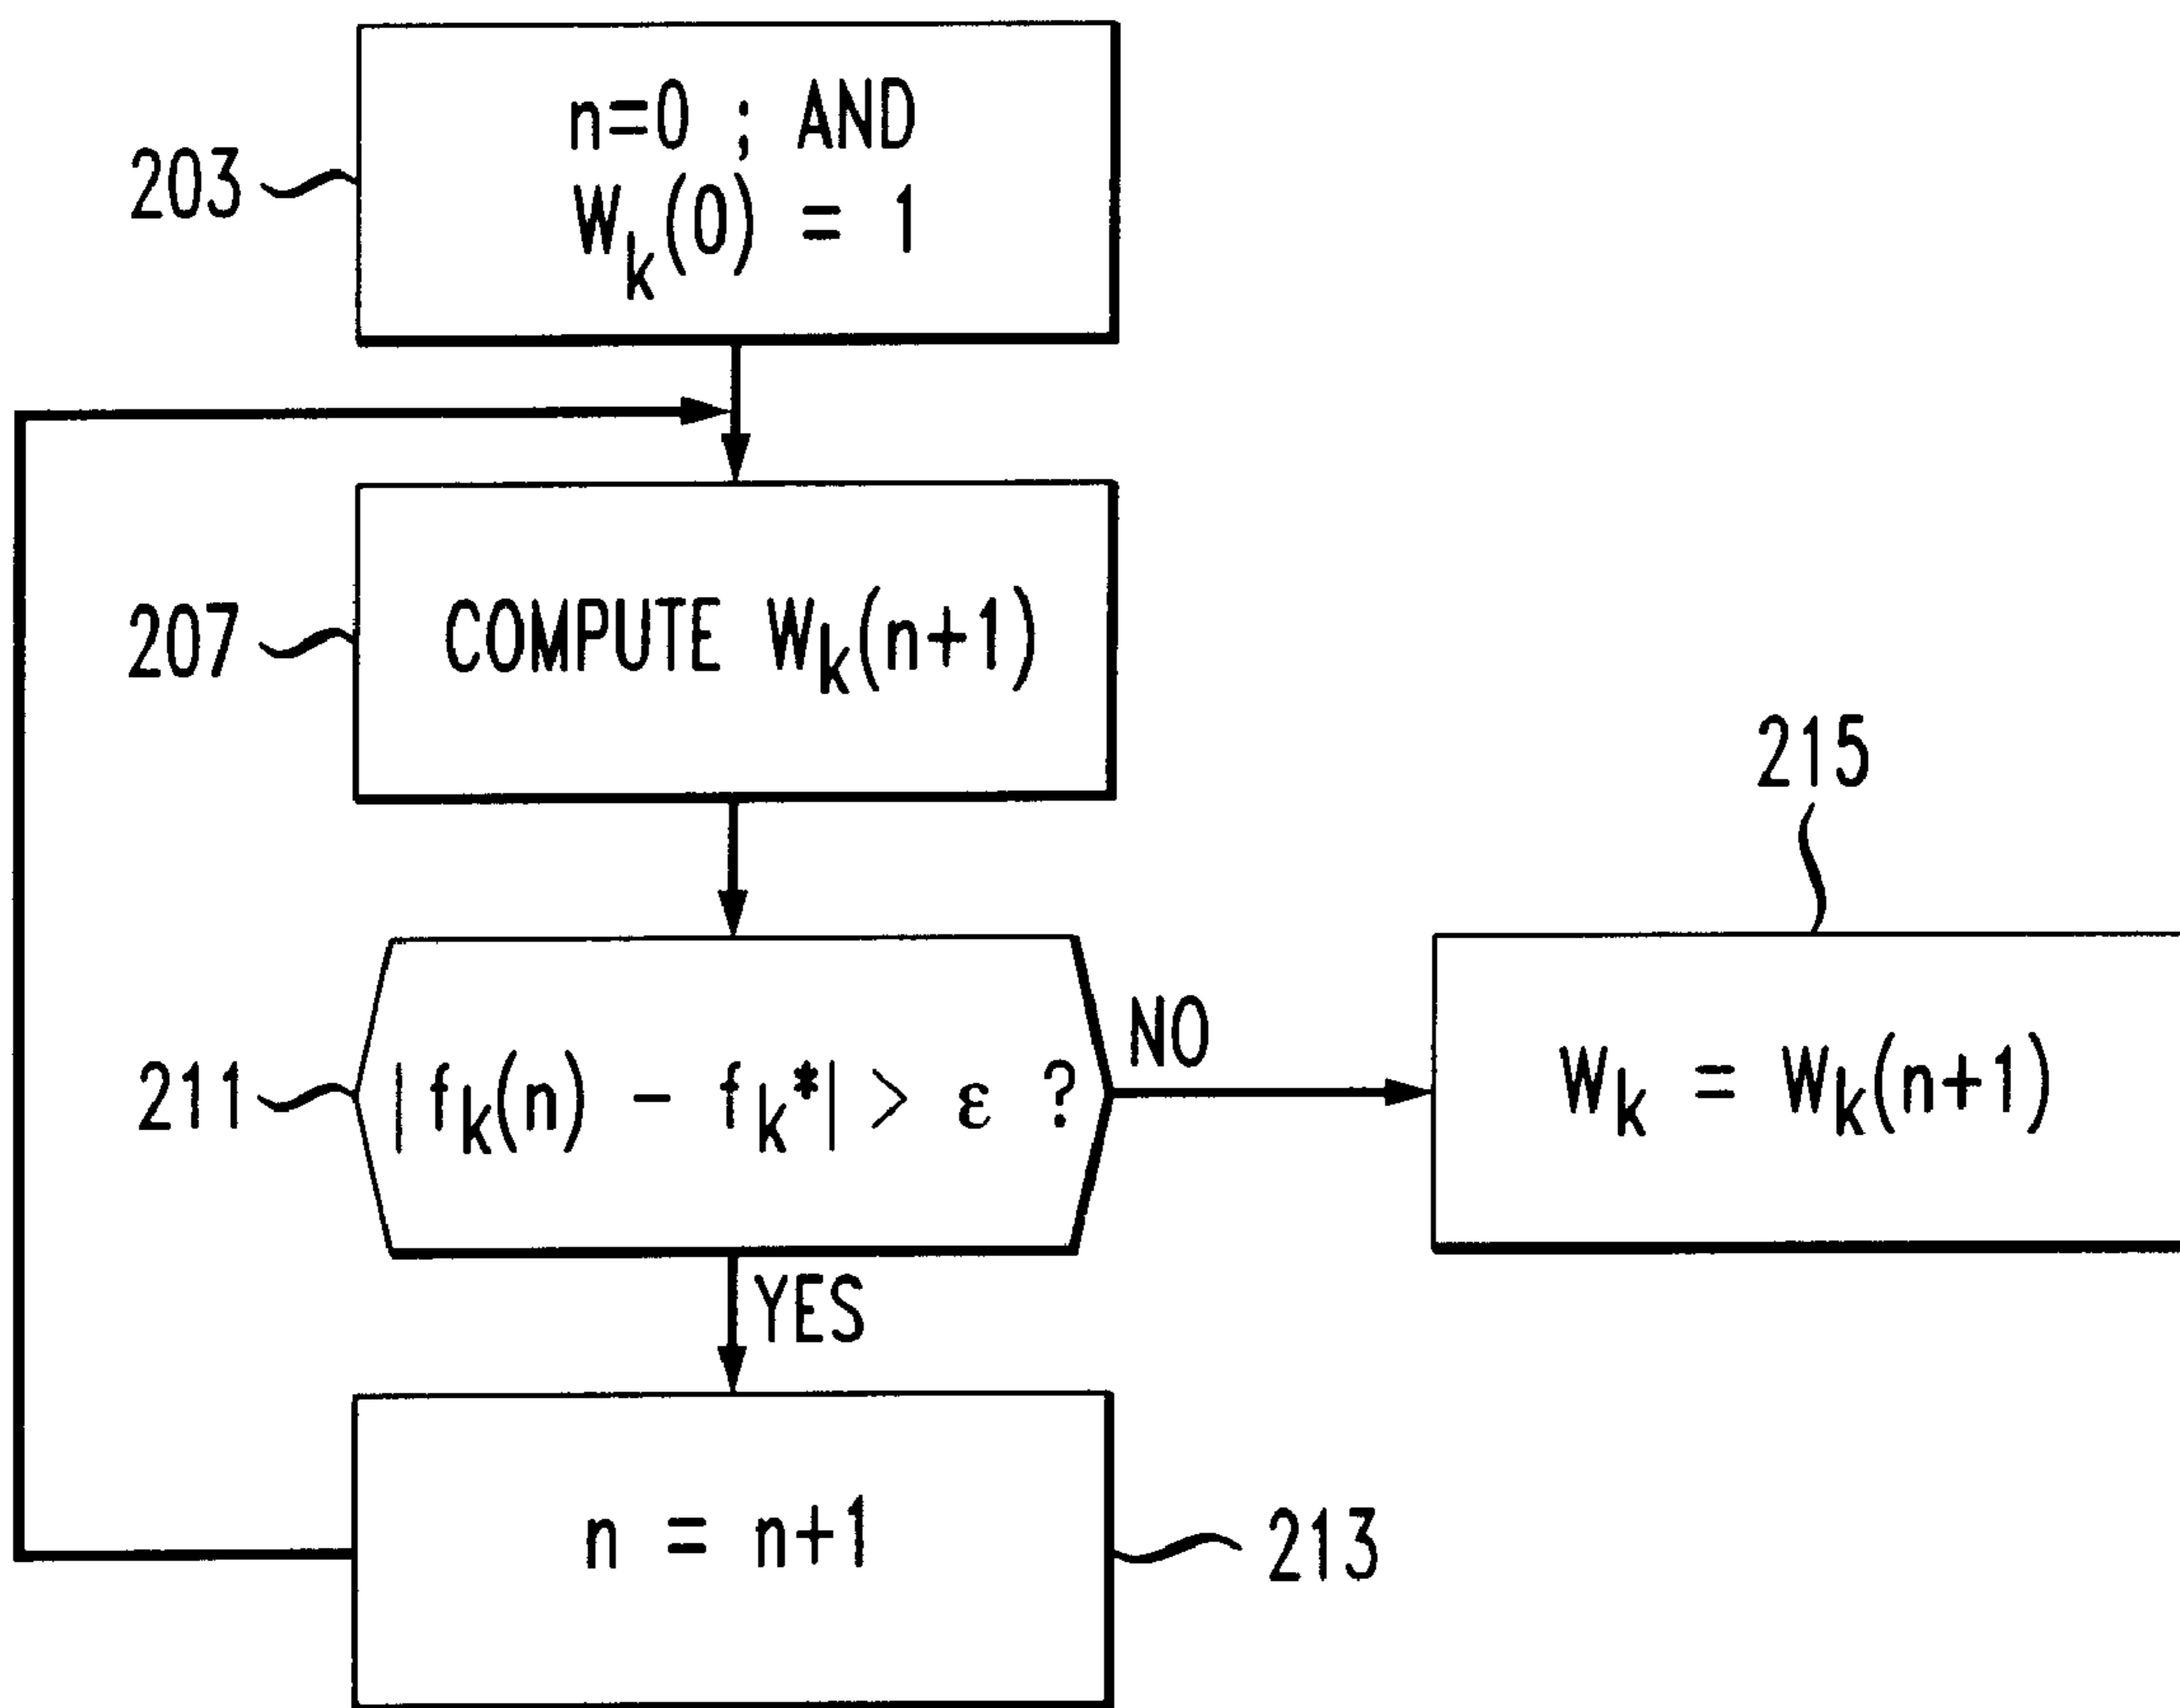 n=0 ; AND
203
W_k(0) = 1
207
COMPUTE W_k(n+1)
215
NO
211
| f_k(n) - f_k*| > ε ?
W_k = W_k(n+1)
YES
n = n+1
213